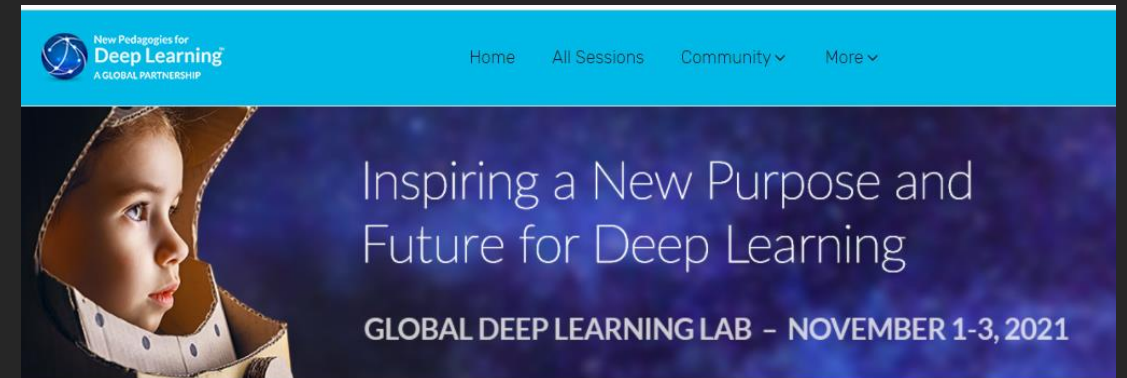 New Pedagogies for
Deep Learning™
A GLOBAL PARTNERSHIP
Home All Sessions Community More
Inspiring a New Purpose and
Future for Deep Learning
GLOBAL DEEP LEARNING LAB – NOVEMBER 1-3, 2021